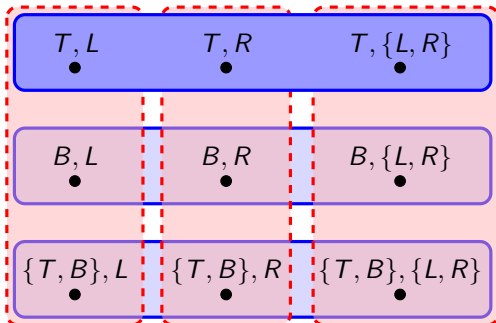 T, L T, R T, {L, R}
B, L B, R B, {L, R}
{T, B}, L {T, B}, R {T, B}, {L, R}